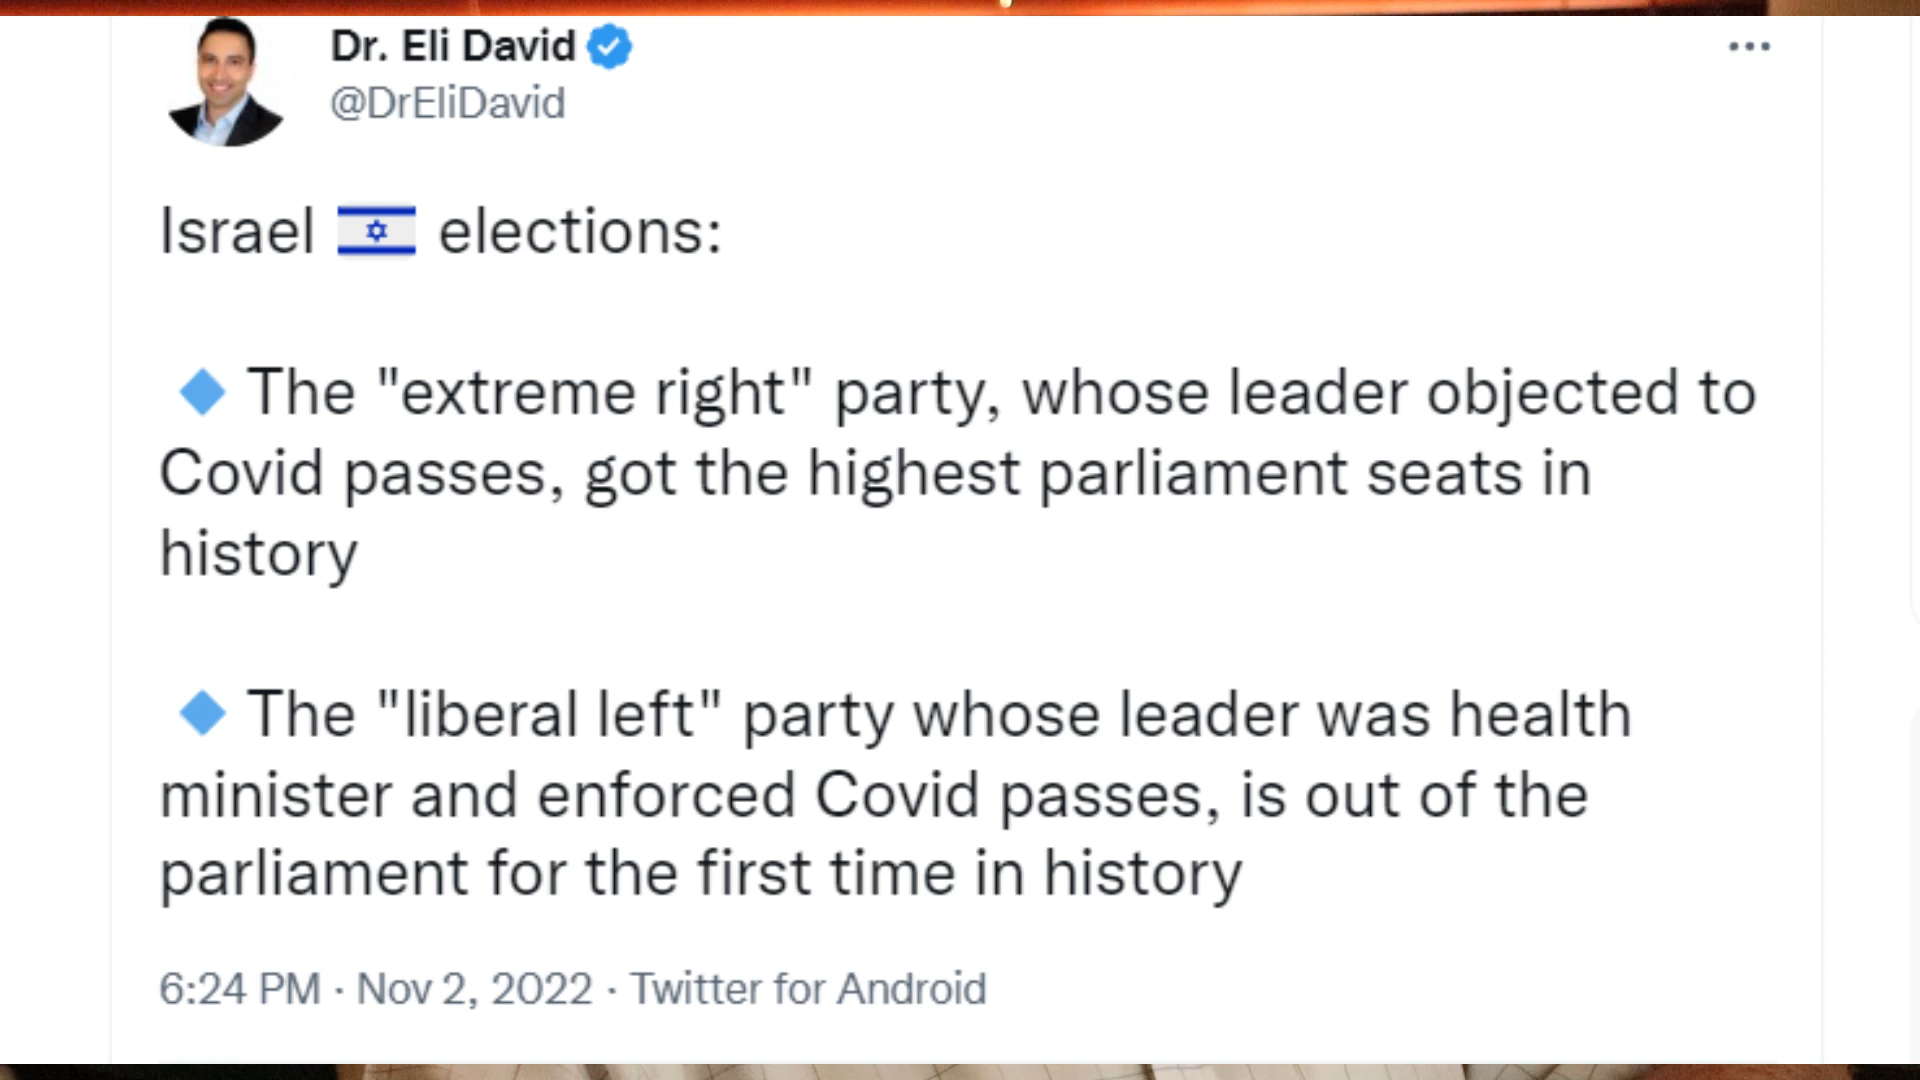 Dr. Eli David
@DrEliDavid
Israel 🇮🇱 elections:
🔷 The "extreme right" party, whose leader objected to
Covid passes, got the highest parliament seats in
history
🔷 The "liberal left" party whose leader was health
minister and enforced Covid passes, is out of the
parliament for the first time in history
6:24 PM · Nov 2, 2022 · Twitter for Android